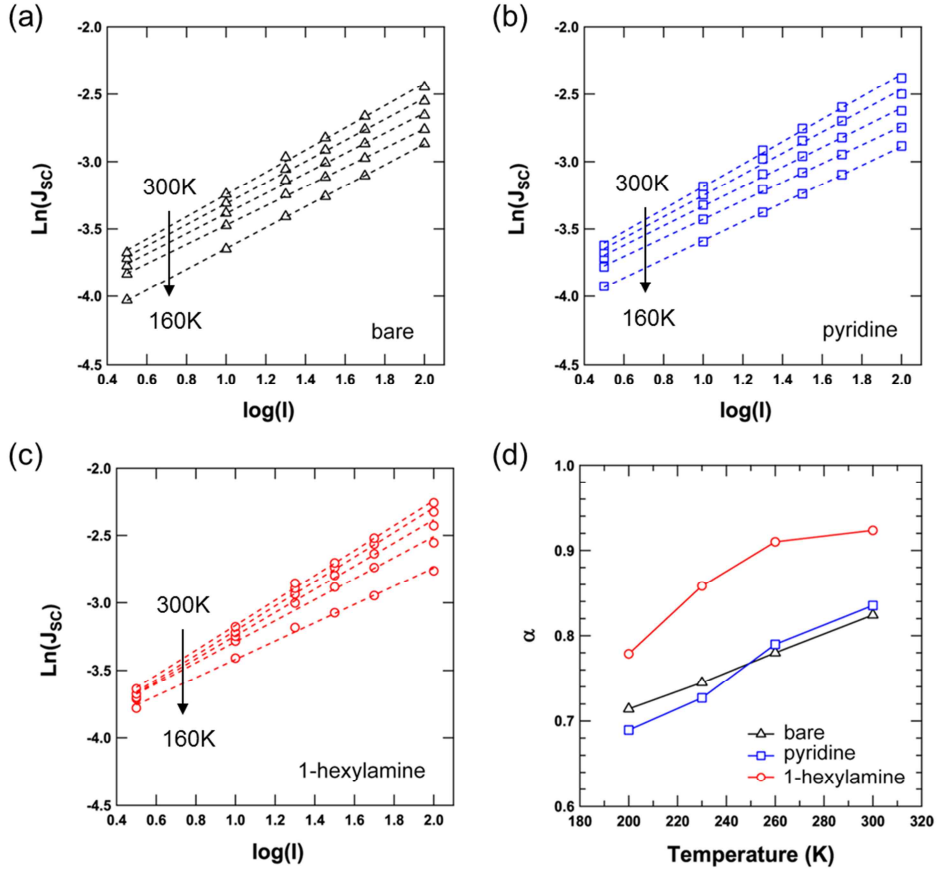 (a)
-2.0
-2.5
-3.0
-3.5
-4.0
-4.5
Ln(J_SC)
300K
160K
bare
0.4 0.6 0.8 1.0 1.2 1.4 1.6 1.8 2.0
log(I)
(b)
-2.0
-2.5
-3.0
-3.5
-4.0
-4.5
Ln(J_SC)
300K
160K
pyridine
0.4 0.6 0.8 1.0 1.2 1.4 1.6 1.8 2.0
log(I)
(c)
-2.0
-2.5
-3.0
-3.5
-4.0
-4.5
Ln(J_SC)
300K
160K
1-hexylamine
0.4 0.6 0.8 1.0 1.2 1.4 1.6 1.8 2.0
log(I)
(d)
1.0
0.9
0.8
0.7
0.6
α
bare
pyridine
1-hexylamine
180 200 220 240 260 280 300 320
Temperature (K)